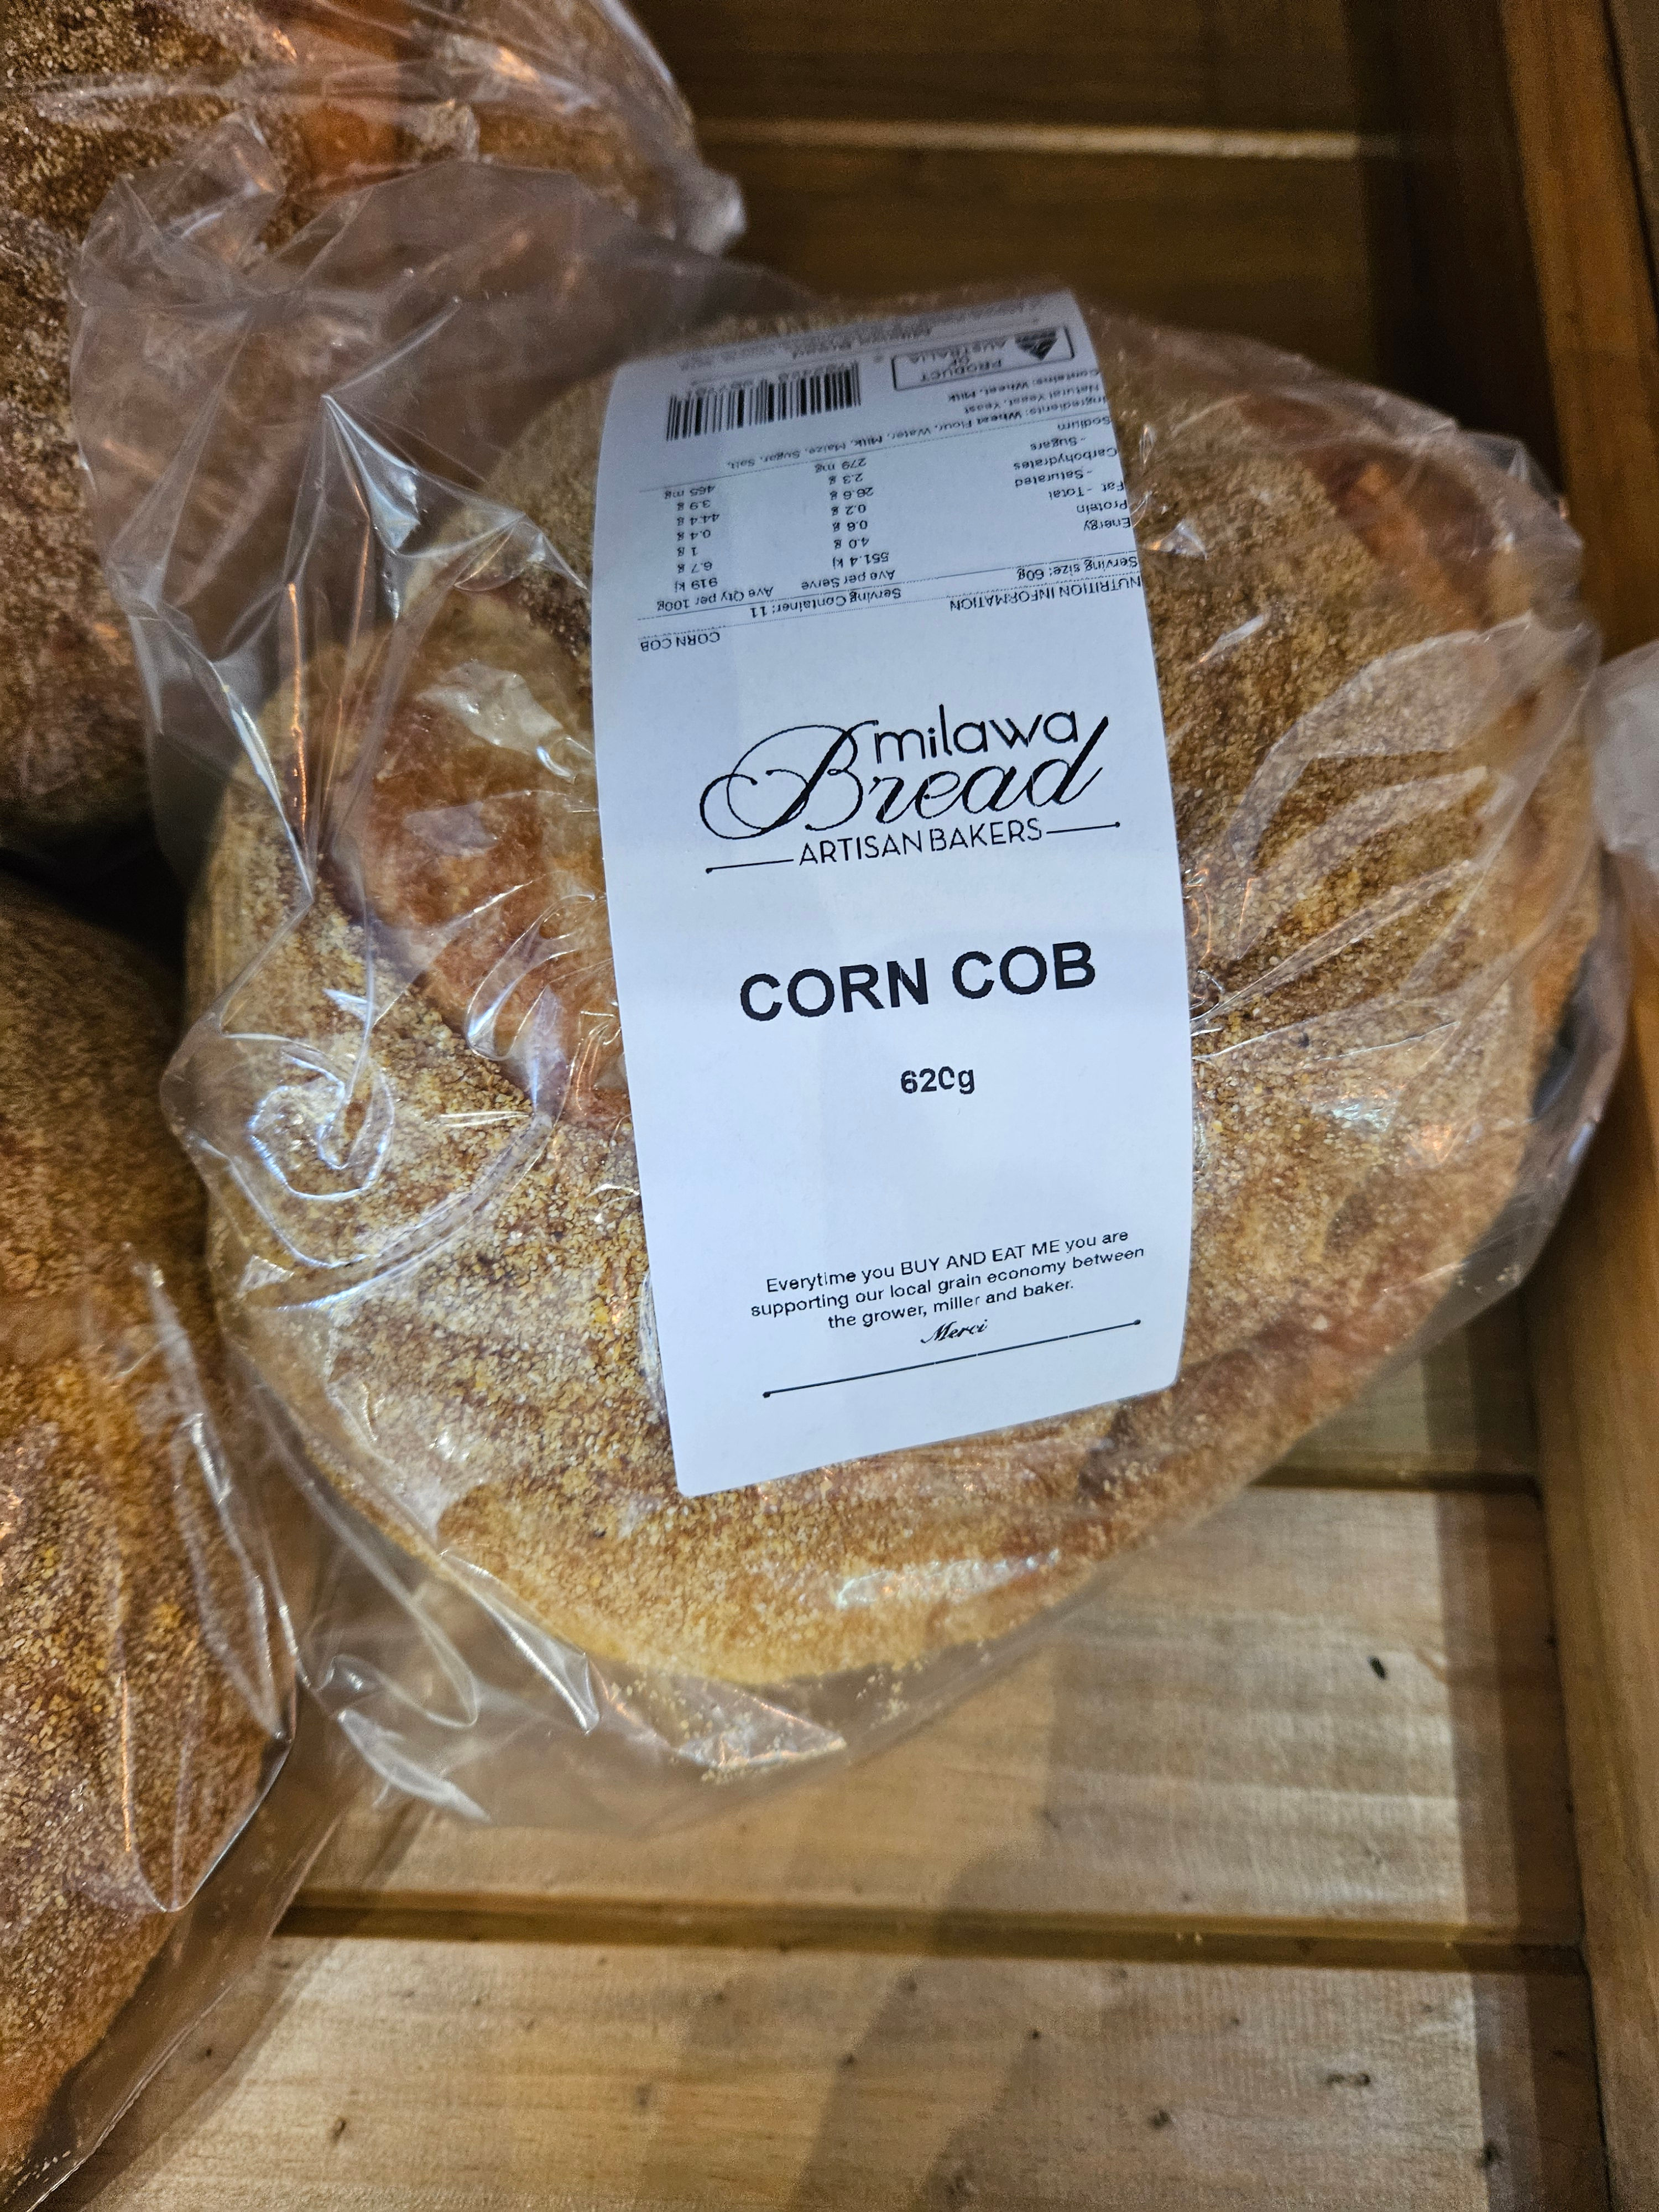 milawa
Bread
ARTISAN BAKERS
CORN COB
620g
Everytime you BUY AND EAT ME you are
supporting our local grain economy between
the grower, miller and baker.
Merci
CORN COB
NUTRITION INFORMATION Serving Container: 11
Serving size: 60g Ave per Serve Ave Qty per 100g
Energy 551.4 kj 919 kj
Protein 4.0 g 6.7 g
Fat - Total 0.6 g 1 g
- Saturated 0.2 g 0.4 g
Carbohydrates 26.6 g 44.4 g
- Sugars 2.3 g 3.9 g
Sodium 279 mg 465 mg
Ingredients: Wheat Flour, Water, Milk, Maize, Sugar, Salt,
Natural Yeast, Yeast
Contains: Wheat, Milk
PRODUCT
OF
AUSTRALIA
Milawa Bread